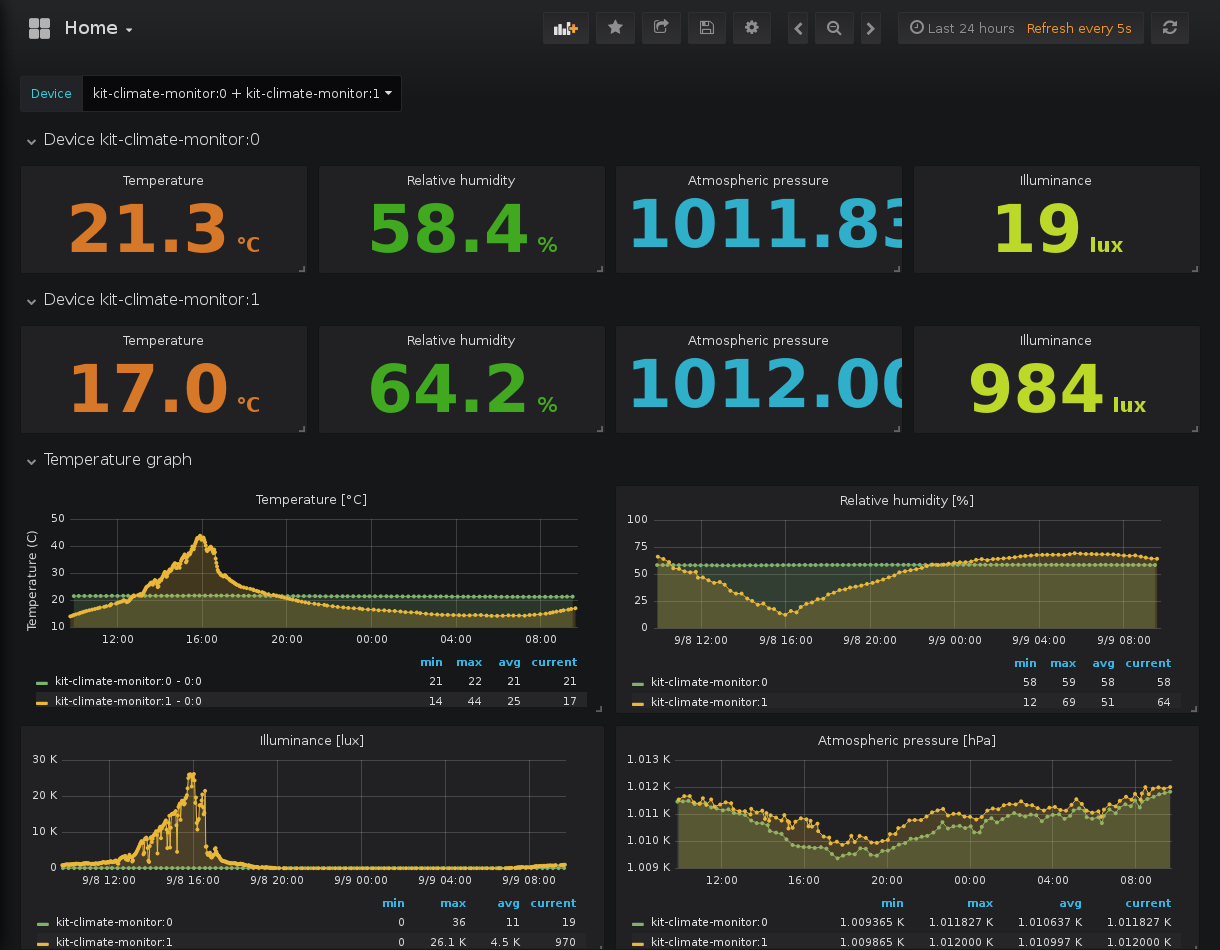 Home
Last 24 hours Refresh every 5s
Device kit-climate-monitor:0 + kit-climate-monitor:1
Device kit-climate-monitor:0
Temperature Relative humidity Atmospheric pressure Illuminance
21.3 °C 58.4 % 1011.83 19 lux
Device kit-climate-monitor:1
Temperature Relative humidity Atmospheric pressure Illuminance
17.0 °C 64.2 % 1012.00 984 lux
Temperature graph
Temperature [°C]
Temperature (C)
50
40
30
20
10
12:00 16:00 20:00 00:00 04:00 08:00
min max avg current
kit-climate-monitor:0 - 0:0 21 22 21 21
kit-climate-monitor:1 - 0:0 14 44 25 17
Relative humidity [%]
100
75
50
25
0
9/8 12:00 9/8 16:00 9/8 20:00 9/9 00:00 9/9 04:00 9/9 08:00
min max avg current
kit-climate-monitor:0 58 59 58 58
kit-climate-monitor:1 12 69 51 64
Illuminance [lux]
30 K
20 K
10 K
0
9/8 12:00 9/8 16:00 9/8 20:00 9/9 00:00 9/9 04:00 9/9 08:00
min max avg current
kit-climate-monitor:0 0 36 11 19
kit-climate-monitor:1 0 26.1 K 4.5 K 970
Atmospheric pressure [hPa]
1.013 K
1.012 K
1.011 K
1.010 K
1.009 K
12:00 16:00 20:00 00:00 04:00 08:00
min max avg current
kit-climate-monitor:0 1.009365 K 1.011827 K 1.010637 K 1.011827 K
kit-climate-monitor:1 1.009865 K 1.012000 K 1.010997 K 1.012000 K